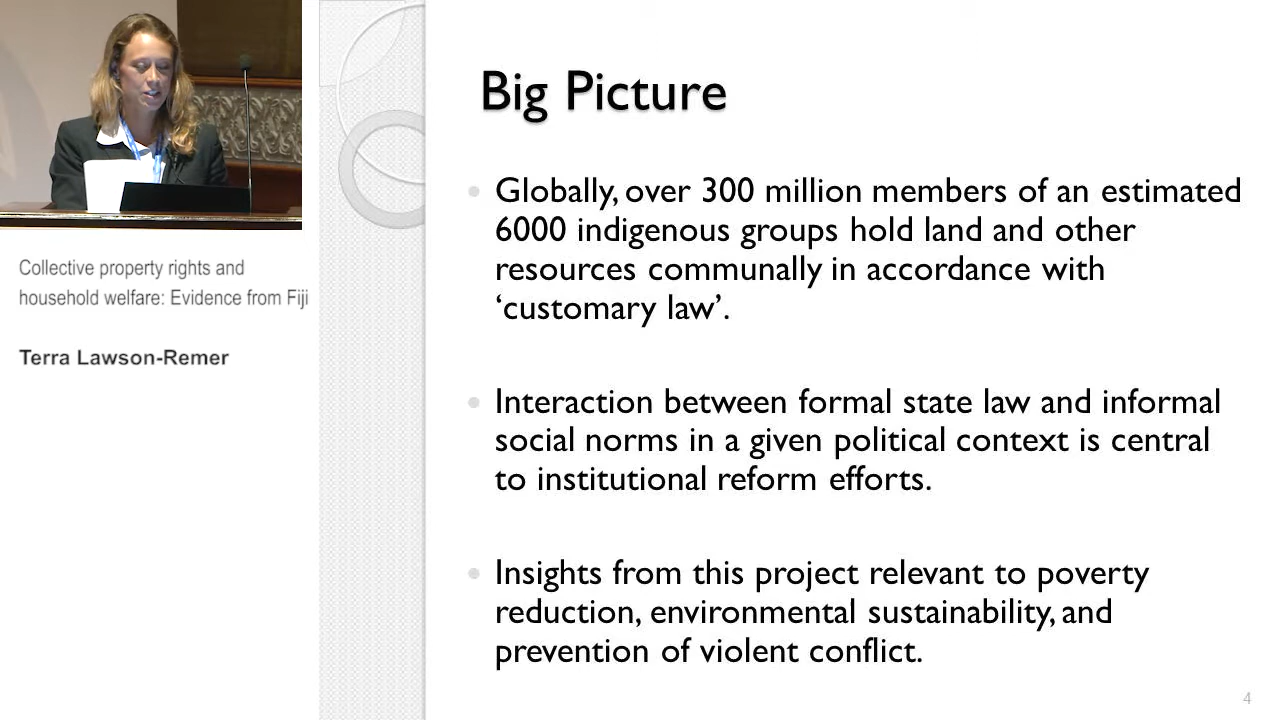 Collective property rights and
household welfare: Evidence from Fiji
Terra Lawson-Remer
Big Picture
Globally, over 300 million members of an estimated
6000 indigenous groups hold land and other
resources communally in accordance with
‘customary law’.
Interaction between formal state law and informal
social norms in a given political context is central
to institutional reform efforts.
Insights from this project relevant to poverty
reduction, environmental sustainability, and
prevention of violent conflict.
4